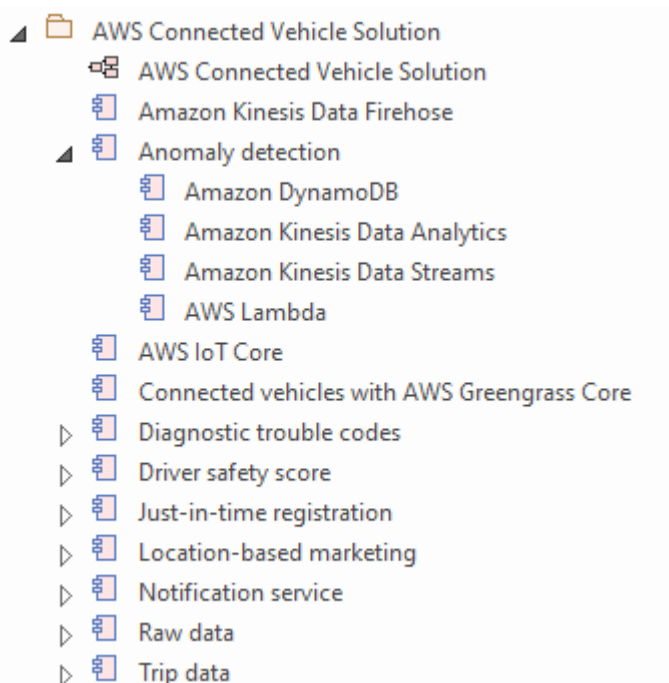 AWS Connected Vehicle Solution
AWS Connected Vehicle Solution
Amazon Kinesis Data Firehose
Anomaly detection
Amazon DynamoDB
Amazon Kinesis Data Analytics
Amazon Kinesis Data Streams
AWS Lambda
AWS IoT Core
Connected vehicles with AWS Greengrass Core
Diagnostic trouble codes
Driver safety score
Just-in-time registration
Location-based marketing
Notification service
Raw data
Trip data